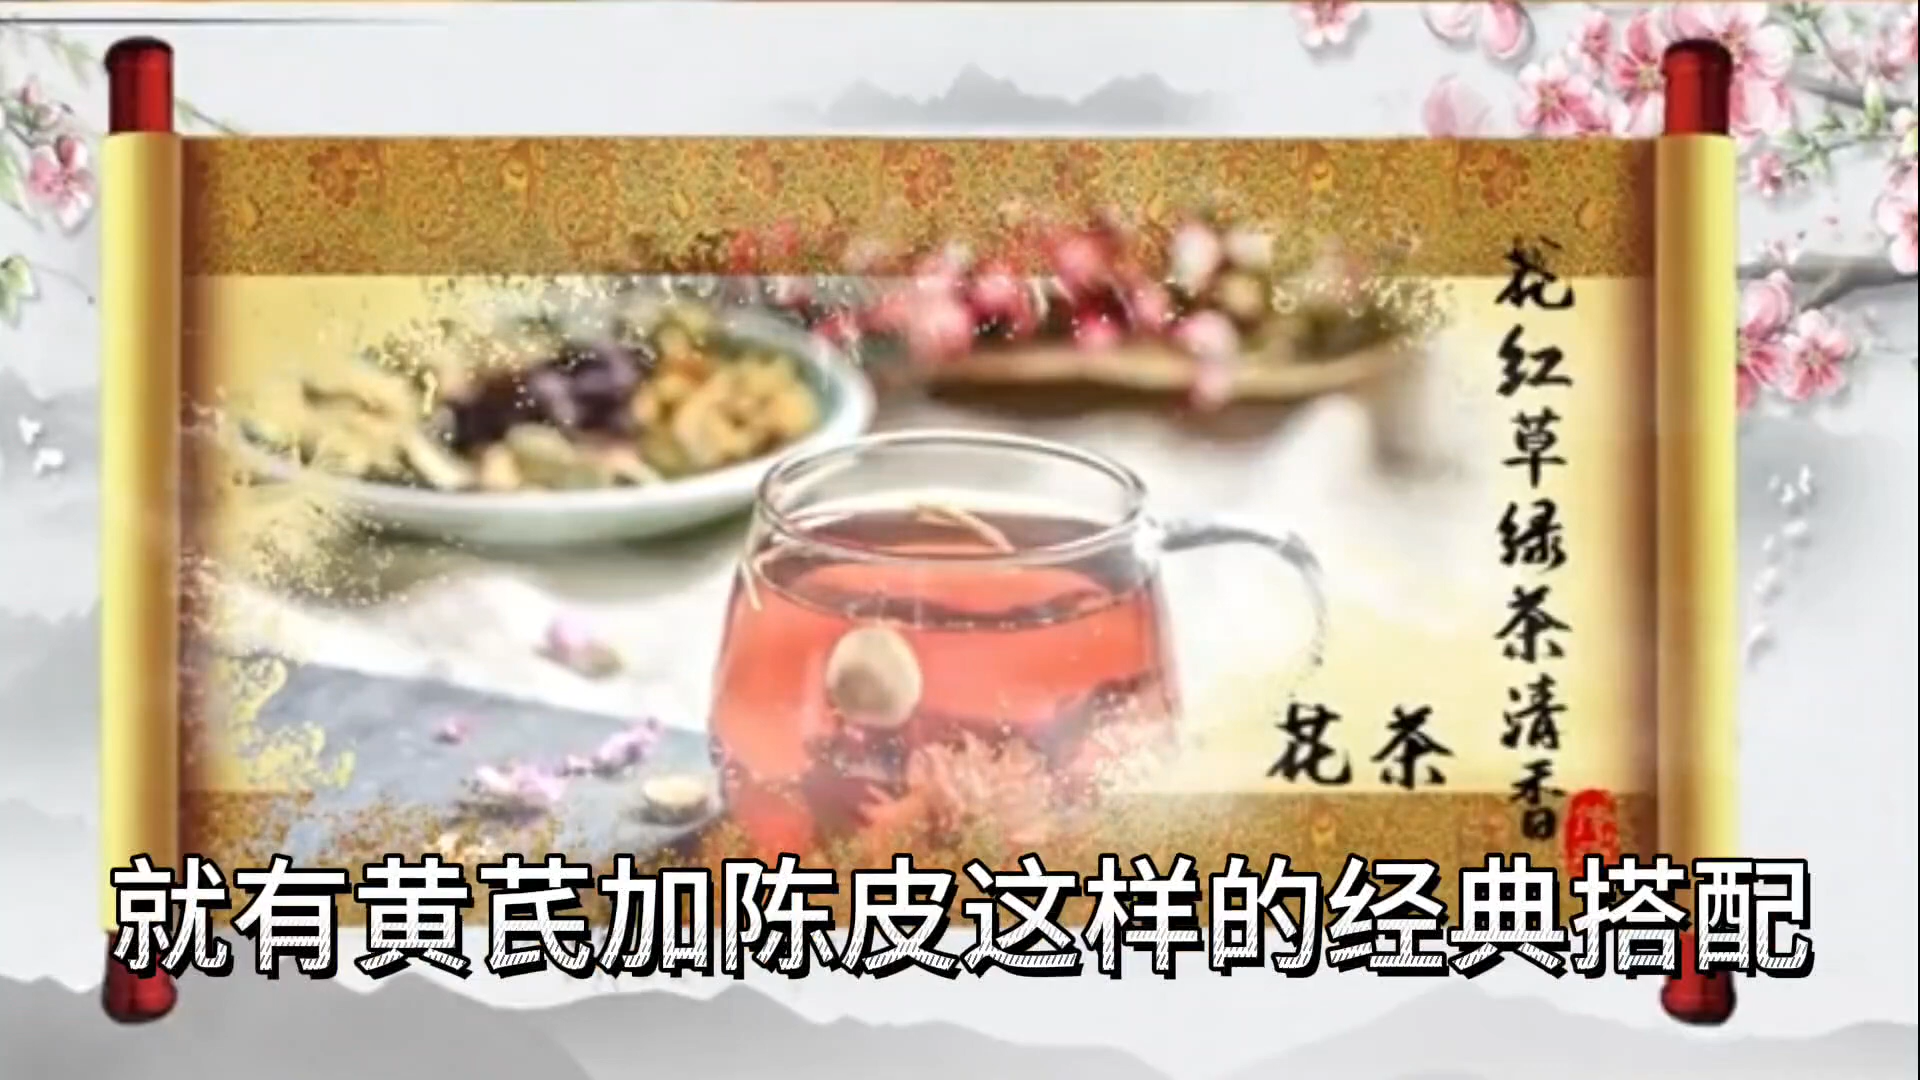 花红草绿茶清香
花茶
就有黄芪加陈皮这样的经典搭配